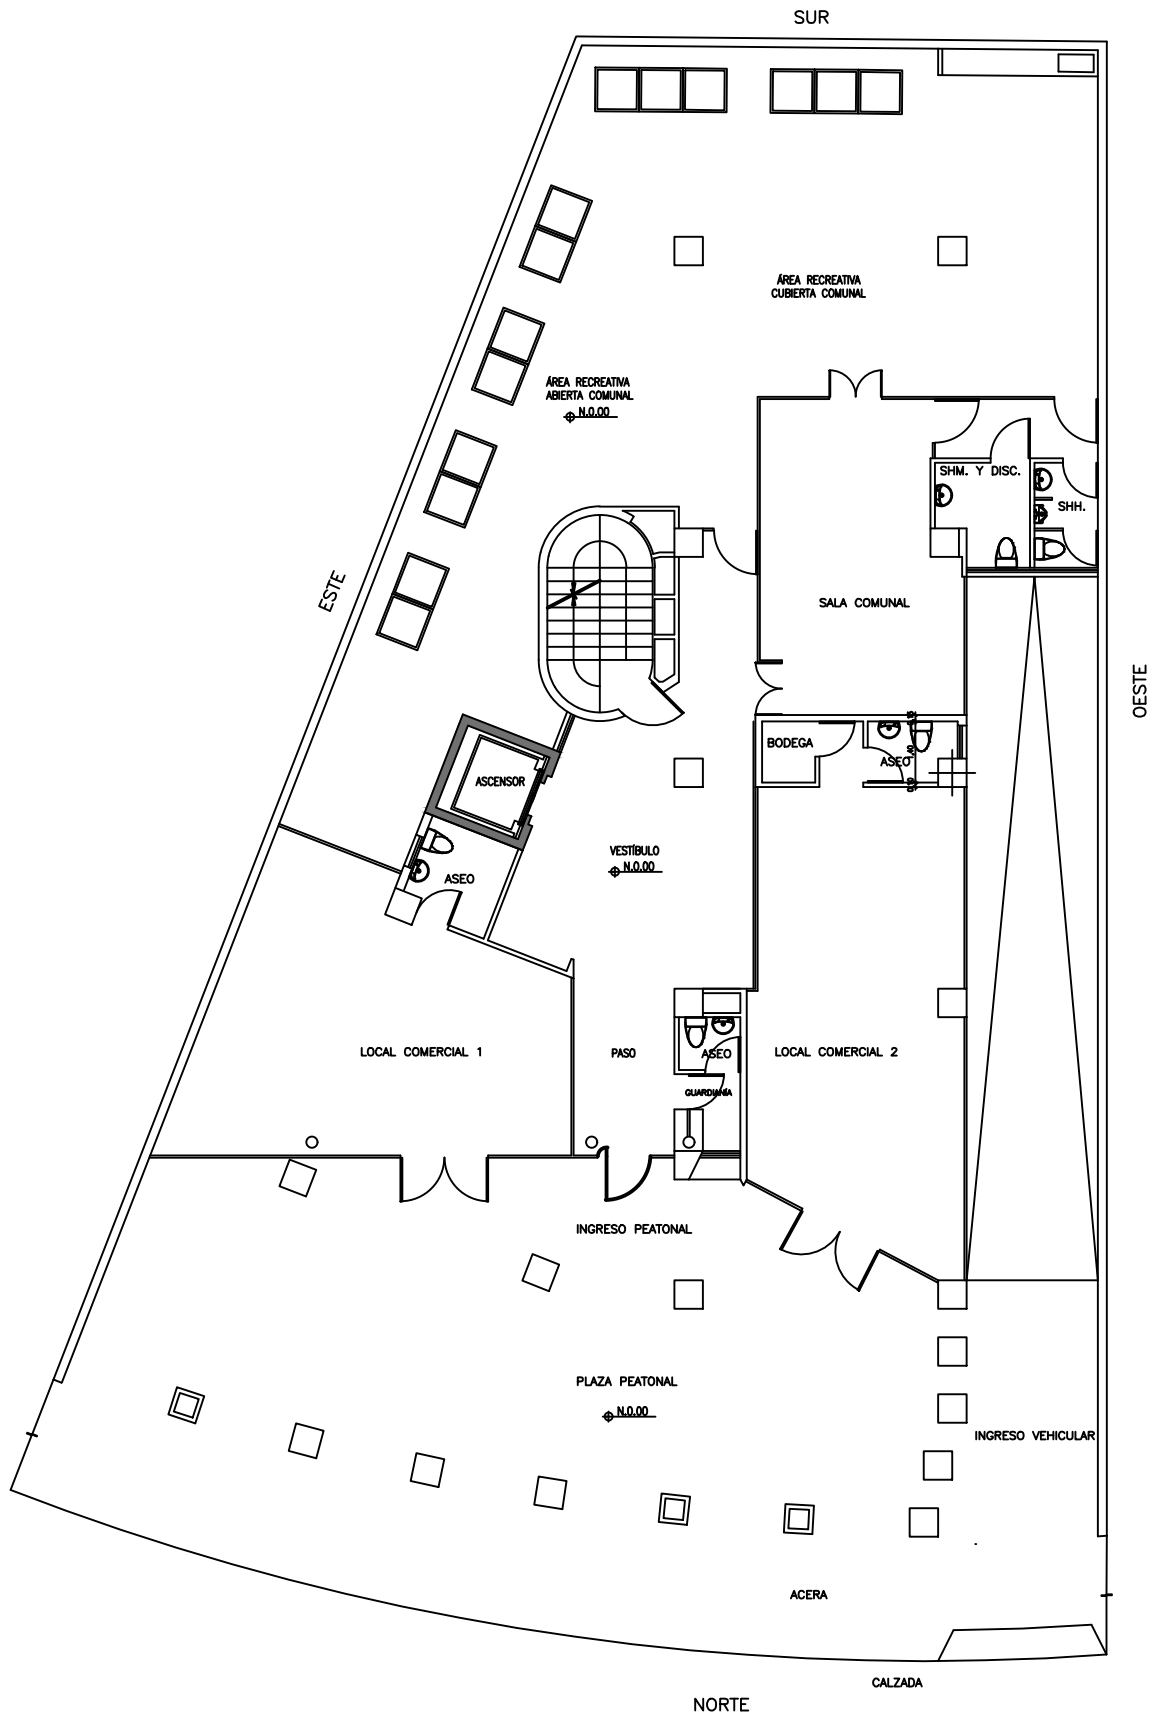 SUR
ÁREA RECREATIVA
CUBIERTA COMUNAL
ÁREA RECREATIVA
ABIERTA COMUNAL
N.0.00
SHM. Y DISC.
SHH.
ESTE
SALA COMUNAL
OESTE
BODEGA
ASEO
ASCENSOR
VESTÍBULO
N.0.00
ASEO
LOCAL COMERCIAL 1
PASO
ASEO
LOCAL COMERCIAL 2
GUARDIANÍA
INGRESO PEATONAL
PLAZA PEATONAL
N.0.00
INGRESO VEHICULAR
ACERA
CALZADA
NORTE